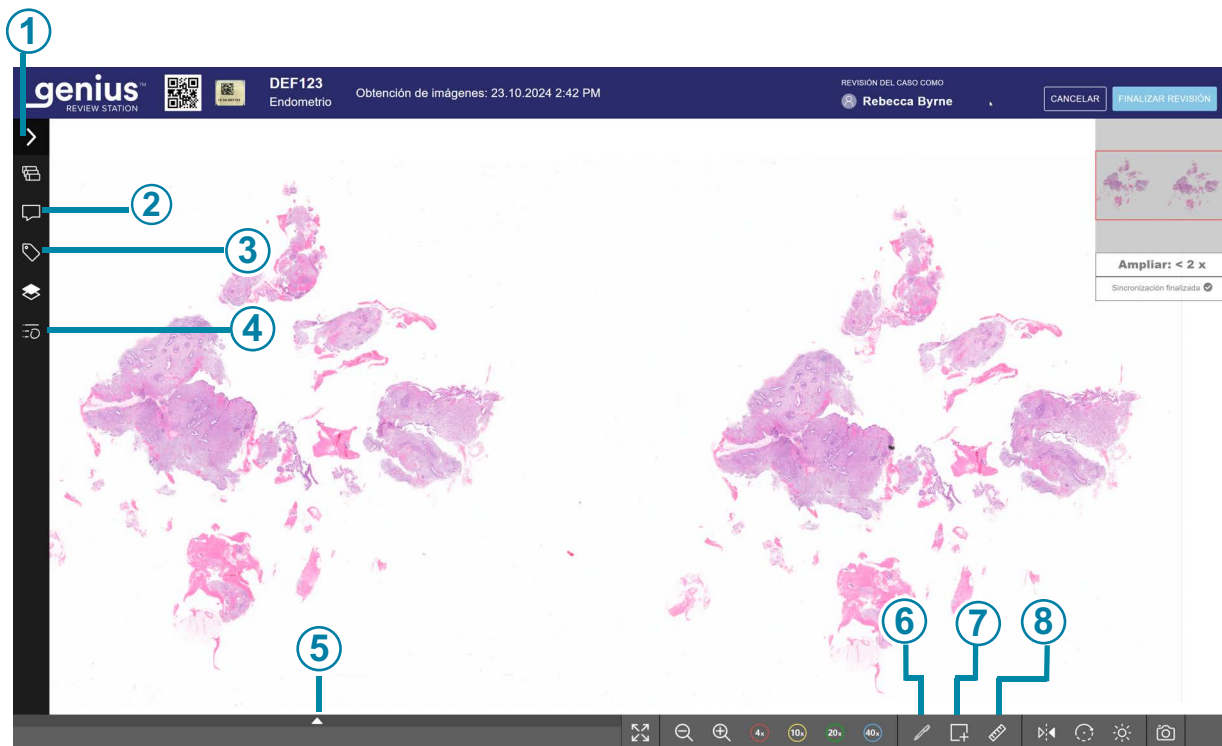 1
genius™
REVIEW STATION
DEF123
Endometrio
Obtención de imágenes: 23.10.2024 2:42 PM
REVISIÓN DEL CASO COMO
Rebecca Byrne
CANCELAR
FINALIZAR REVISIÓN
2
3
4
Ampliar: < 2 x
Sincronización finalizada
5
6
7
8
4x
10x
20x
40x